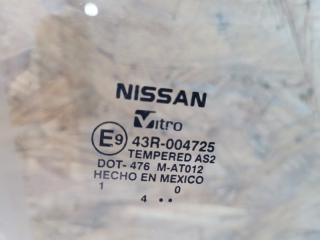 NISSAN
Vitro
E9 43R-004725
TEMPERED AS2
DOT- 476 M-AT012
HECHO EN MEXICO
1 0
4 ..